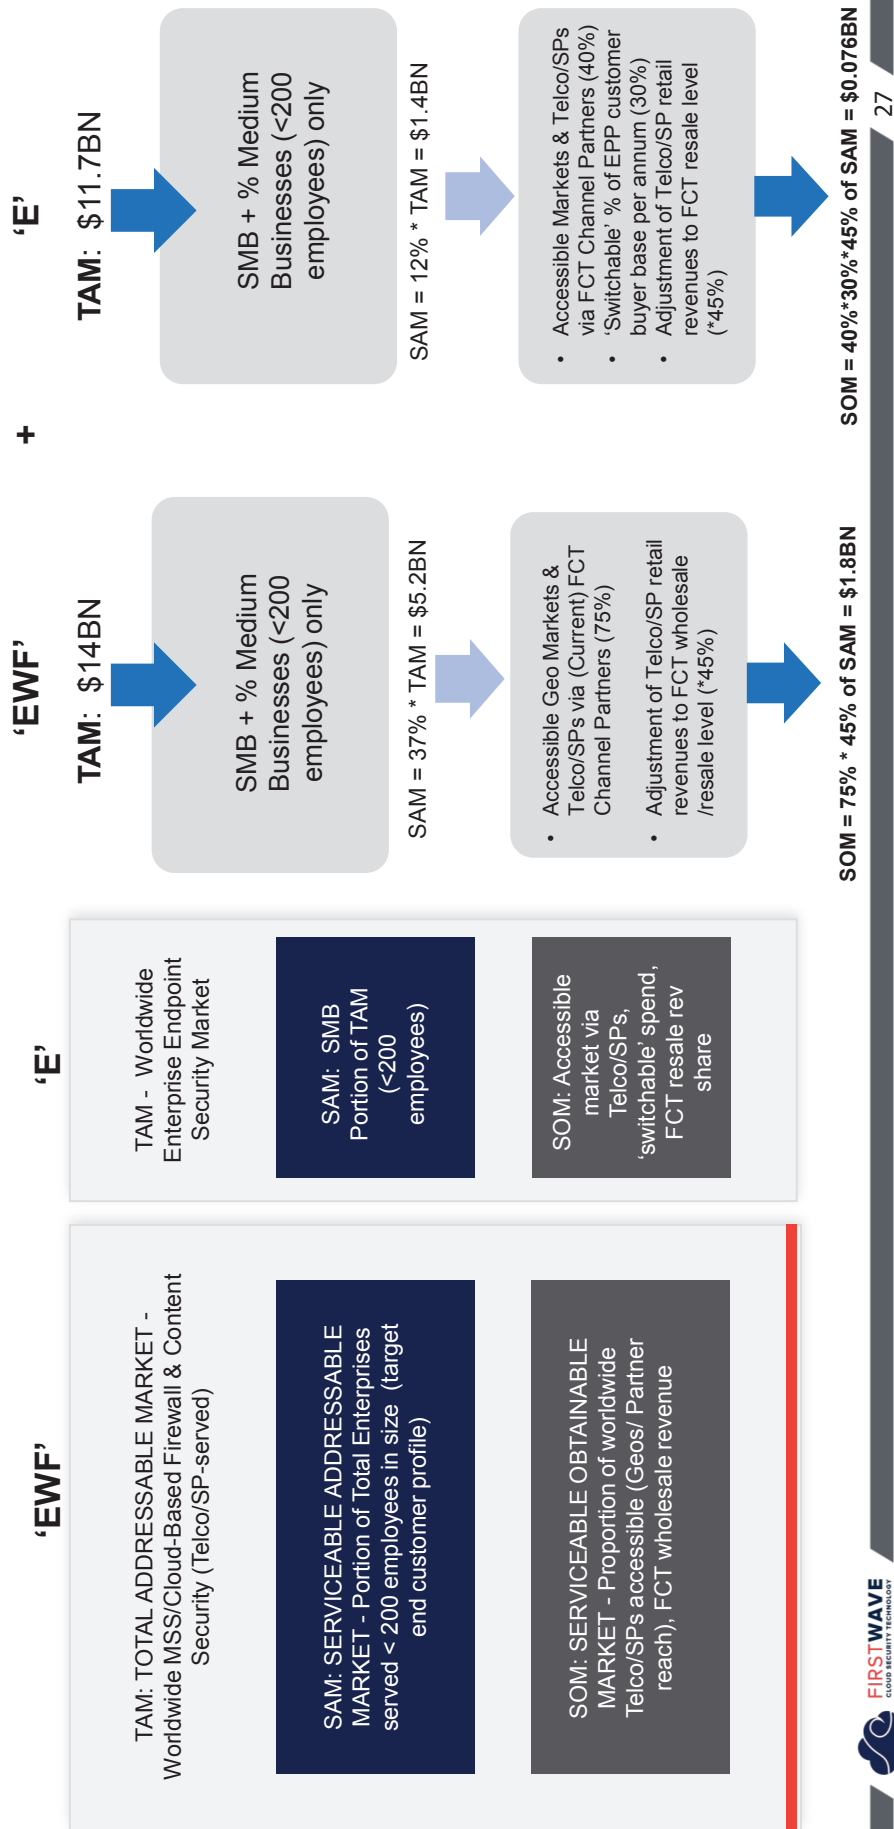 ‘EWF’
TAM: TOTAL ADDRESSABLE MARKET -
Worldwide MSS/Cloud-Based Firewall & Content
Security (Telco/SP-served)
SAM: SERVICEABLE ADDRESSABLE
MARKET - Portion of Total Enterprises
served < 200 employees in size (target
end customer profile)
SOM: SERVICEABLE OBTAINABLE
MARKET - Proportion of worldwide
Telco/SPs accessible (Geos/ Partner
reach), FCT wholesale revenue
‘E’
TAM - Worldwide
Enterprise Endpoint
Security Market
SAM: SMB
Portion of TAM
(<200
employees)
SOM: Accessible
market via
Telco/SPs,
‘switchable’ spend,
FCT resale rev
share
‘EWF’
TAM: $14BN
SMB + % Medium
Businesses (<200
employees) only
SAM = 37% * TAM = $5.2BN
• Accessible Geo Markets &
Telco/SPs via (Current) FCT
Channel Partners (75%)
• Adjustment of Telco/SP retail
revenues to FCT wholesale
/resale level (*45%)
SOM = 75% * 45% of SAM = $1.8BN
+
‘E’
TAM: $11.7BN
SMB + % Medium
Businesses (<200
employees) only
SAM = 12% * TAM = $1.4BN
• Accessible Markets & Telco/SPs
via FCT Channel Partners (40%)
• ‘Switchable’ % of EPP customer
buyer base per annum (30%)
• Adjustment of Telco/SP retail
revenues to FCT resale level
(*45%)
SOM = 40%*30%*45% of SAM = $0.076BN
FIRSTWAVE
CLOUD SECURITY TECHNOLOGY
27